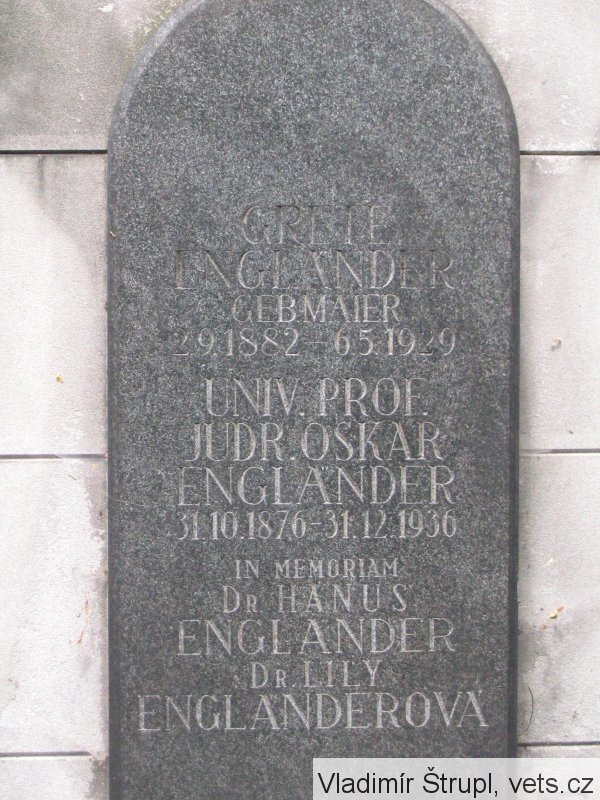 GRETE
ENGLÄNDER
GEB MAIER
2.9.1882 - 6.5.1929
UNIV. PROF.
JUDR. OSKAR
ENGLÄNDER
31.10.1876 - 31.12.1936
IN MEMORIAM
DR HANUŠ
ENGLÄNDER
DR. LILY
ENGLÄNDEROVÁ
Vladimír Štrupl, vets.cz